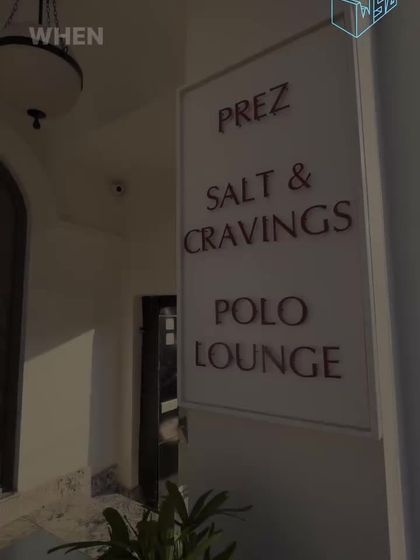 WHEN
PREZ
SALT &
CRAVINGS
POLO
LOUNGE